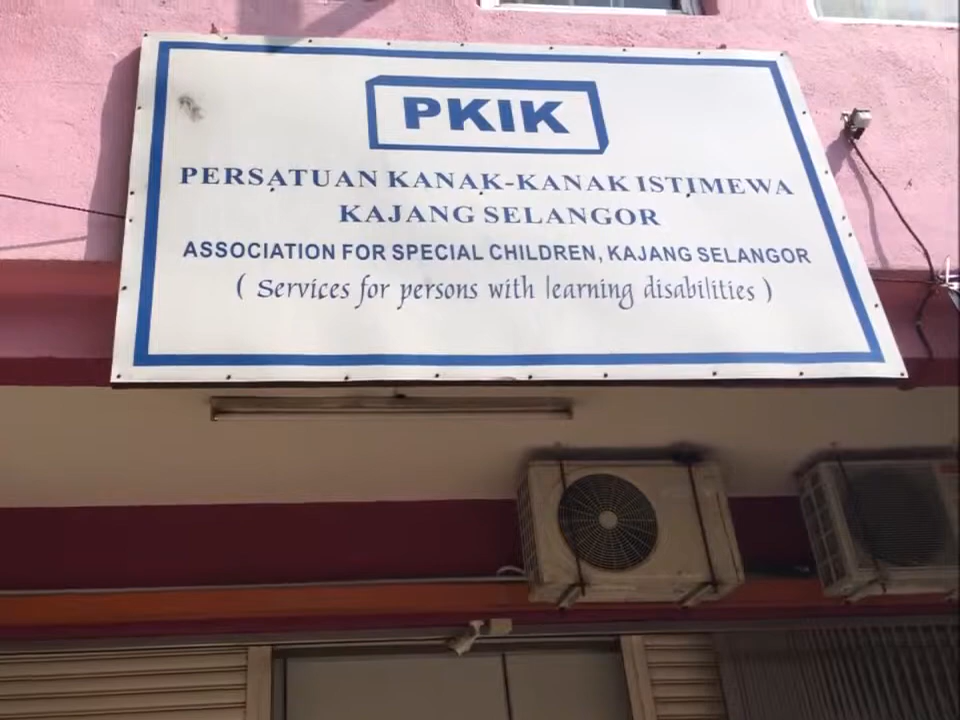 PKIK
PERSATUAN KANAK-KANAK ISTIMEWA
KAJANG SELANGOR
ASSOCIATION FOR SPECIAL CHILDREN, KAJANG SELANGOR
( Services for persons with learning disabilities )